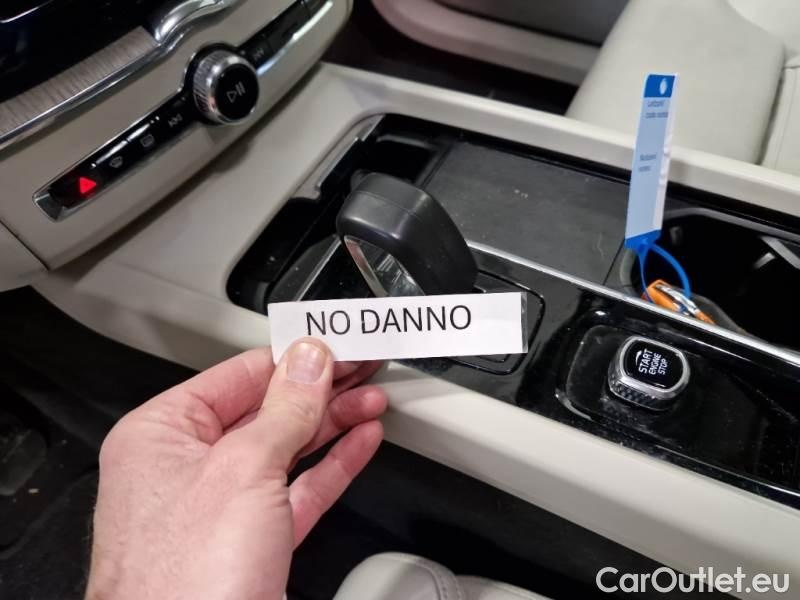 NO DANNO
START
ENGINE
STOP
CarOutlet.eu